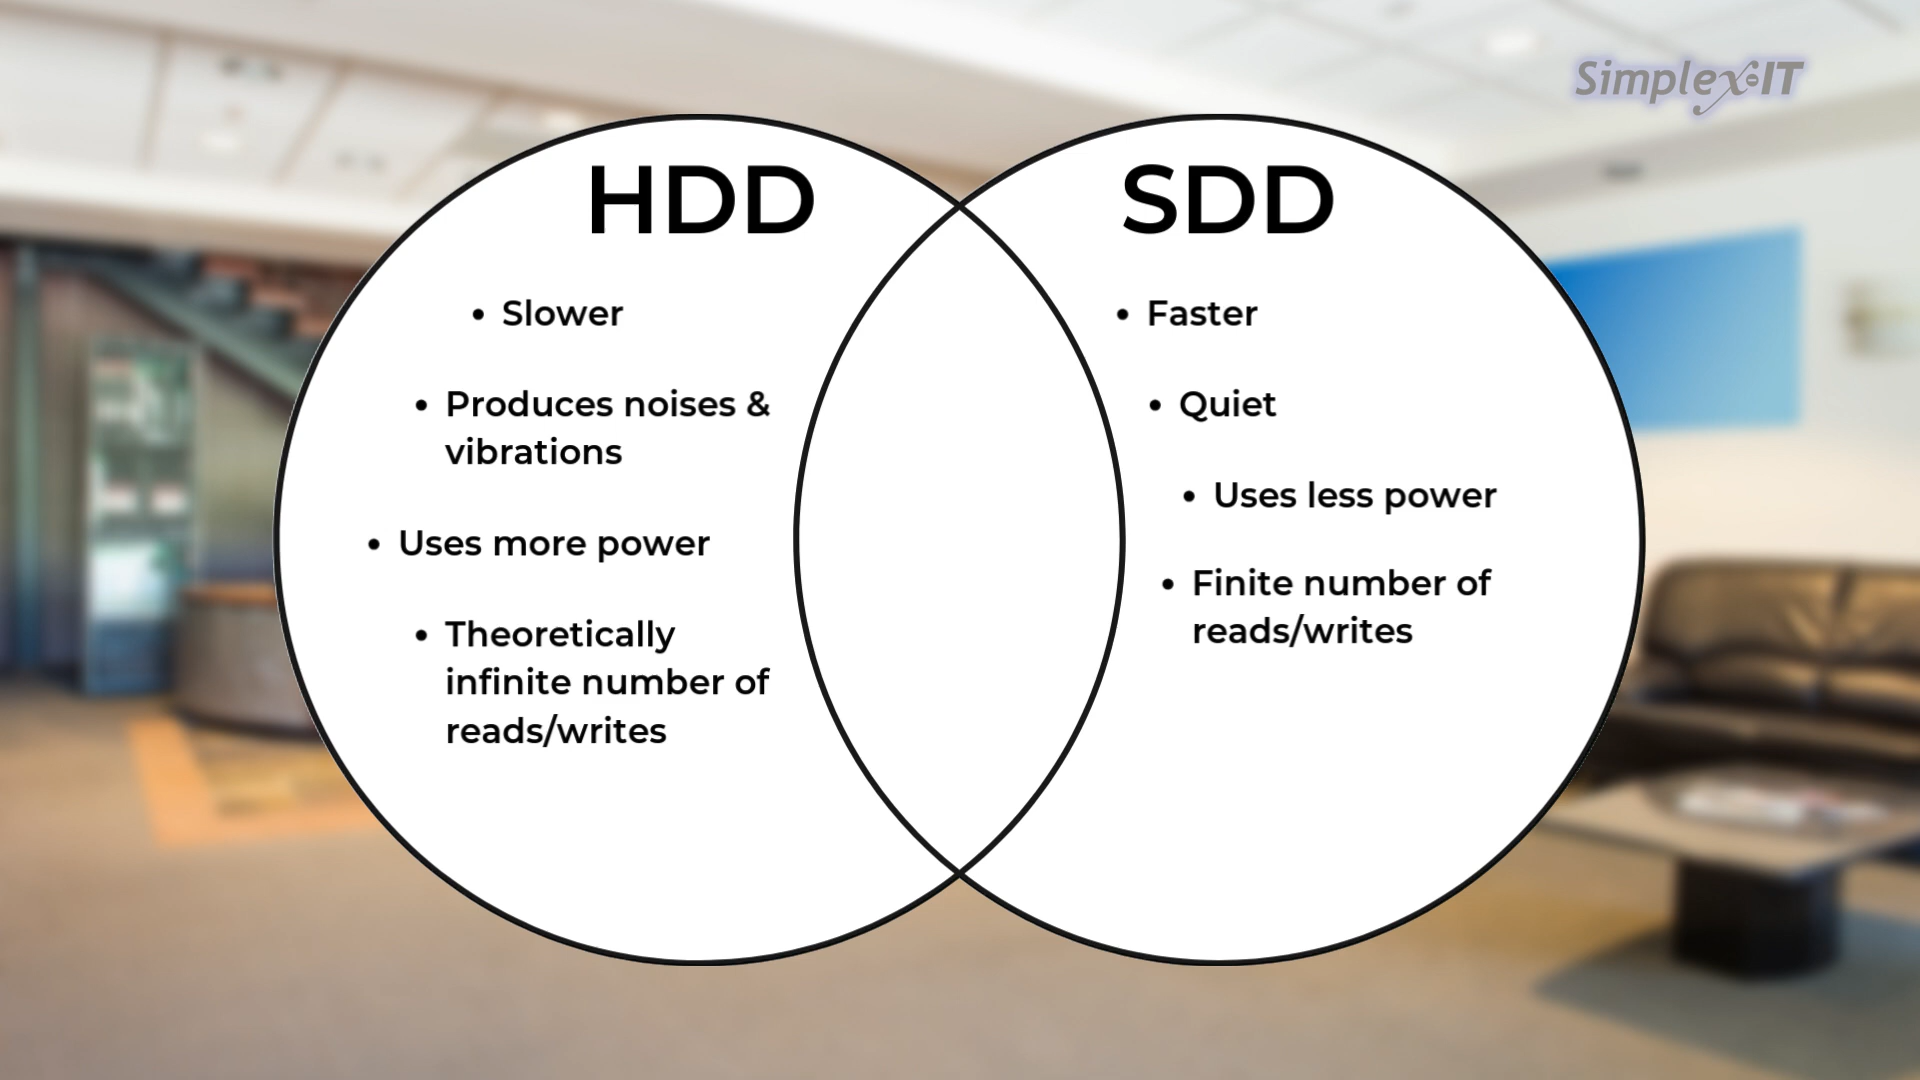 Simplex-IT
HDD
• Slower
• Produces noises &
vibrations
• Uses more power
• Theoretically
infinite number of
reads/writes
SDD
• Faster
• Quiet
• Uses less power
• Finite number of
reads/writes